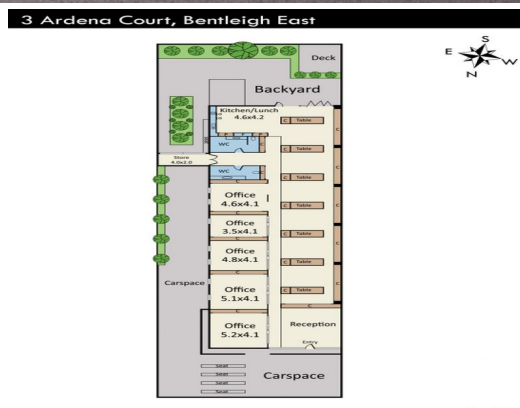 3 Ardena Court, Bentleigh East
S
E
W
N
Deck
Backyard
Kitchen/Lunch
4.6x4.2
C Table
C
WC
C Table
C
Store
4.0x2.0
WC
C Table
C
C
Office
4.6x4.1
C Table
C
C
Office
3.5x4.1
C Table
C
Office
4.8x4.1
C Table
C
C
Carspace
Office
5.1x4.1
C Table
C
C
C
Office
5.2x4.1
Reception
Entry
Seat
Seat
Seat
Seat
Carspace